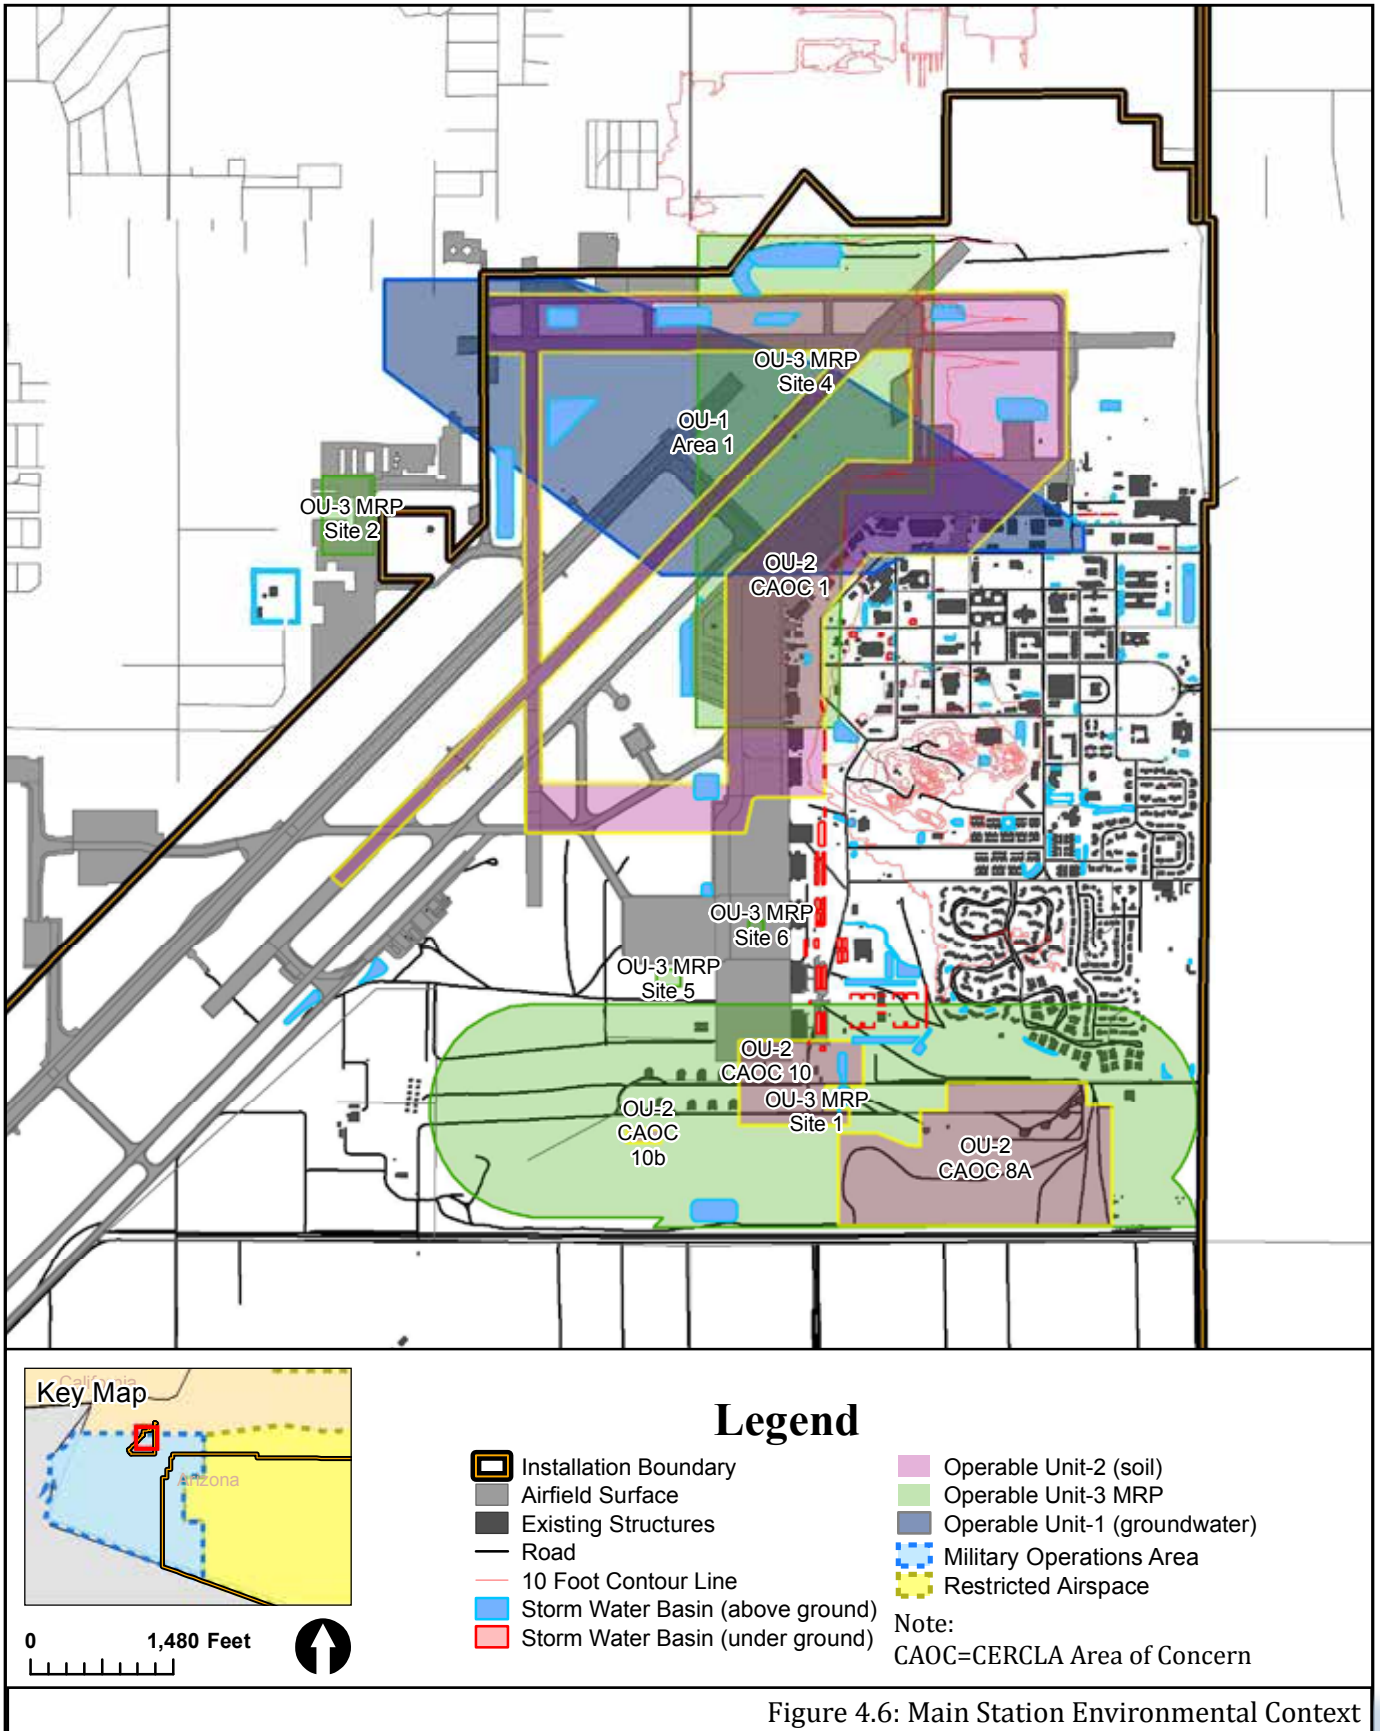 OU-3 MRP
Site 4
OU-1
Area 1
OU-3 MRP
Site 2
OU-2
CAOC 1
OU-3 MRP
Site 6
OU-3 MRP
Site 5
OU-2
CAOC 10
OU-3 MRP
Site 1
OU-2
CAOC
10b
OU-2
CAOC 8A
Key Map
California
Arizona
0
1,480 Feet
Legend
Installation Boundary
Airfield Surface
Existing Structures
Road
10 Foot Contour Line
Storm Water Basin (above ground)
Storm Water Basin (under ground)
Operable Unit-2 (soil)
Operable Unit-3 MRP
Operable Unit-1 (groundwater)
Military Operations Area
Restricted Airspace
Note:
CAOC=CERCLA Area of Concern
Figure 4.6: Main Station Environmental Context